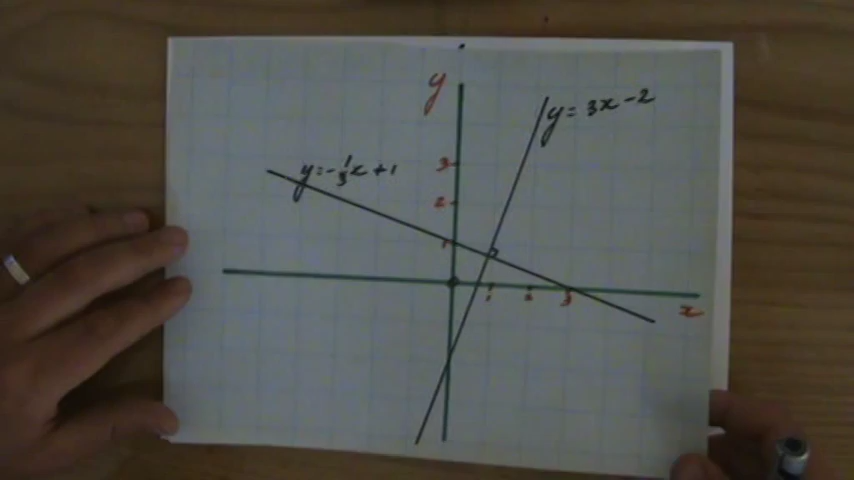 y
y = 3x - 2
y = -1/3x + 1
3
2
1
1 2 3
x